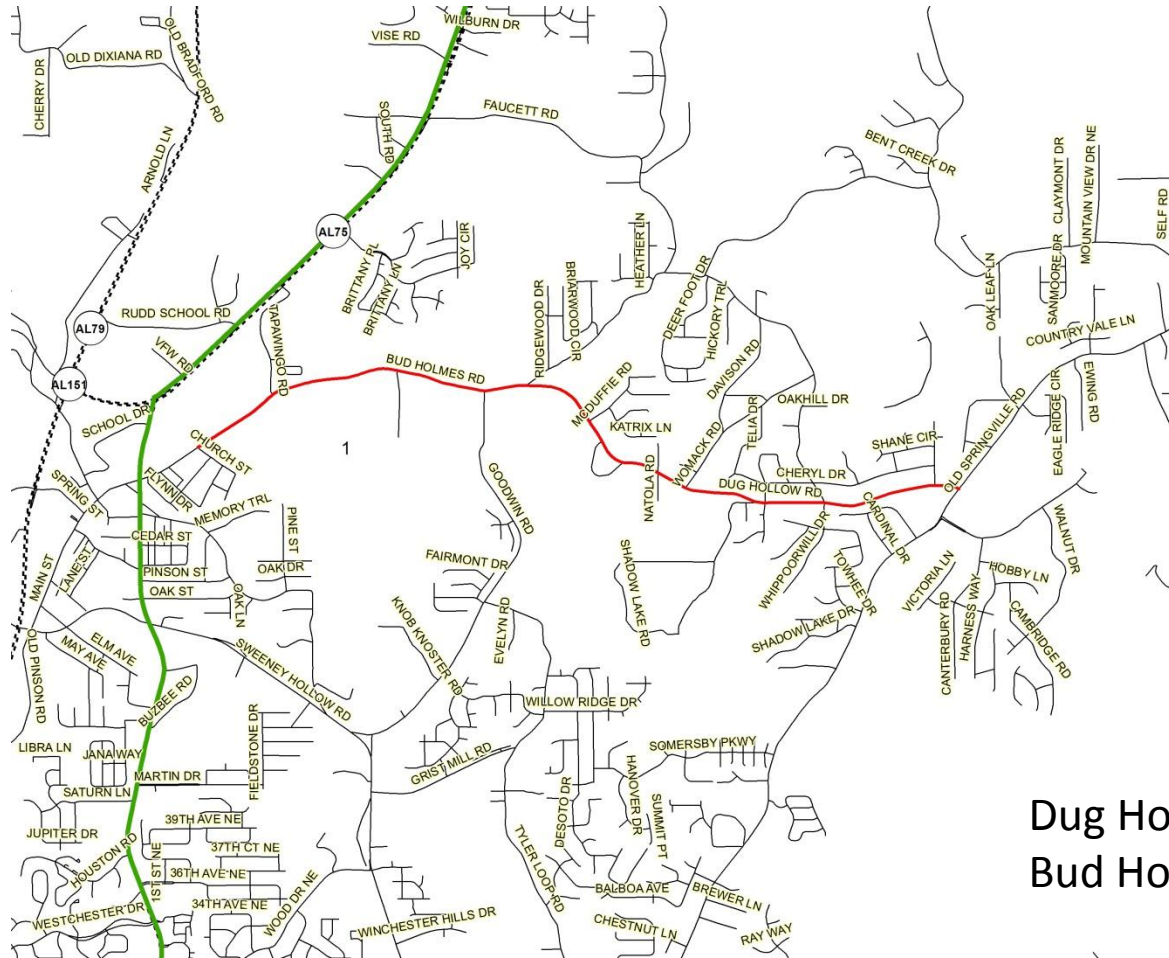 WILBURN DR
VISE RD
OLD BRADFORD RD
OLD DIXIANA RD
CHERRY DR
FAUCETT RD
SOUTH RD
ARNOLD LN
BENT CREEK DR
CLAYMONT DR
MOUNTAIN VIEW DR NE
SANMOORE DR
SELF RD
AL75
JOY CIR
BRITTANY PL
BRITTANY LN
HEATHER LN
DEER FOOT DR
OAK LEAF LN
RUDD SCHOOL RD
AL79
TAPAWINGO RD
RIDGEWOOD DR
BRIARWOOD CIR
HICKORY TRL
COUNTRY VALE LN
VFW RD
AL151
BUD HOLMES RD
DAVISON RD
EWING RD
EAGLE RIDGE CIR
SCHOOL DR
MCDUFFIE RD
OAKHILL DR
OLD SPRINGVILLE RD
KATRIX LN
TELIA DR
CHURCH ST
1
SHANE CIR
WOMACK RD
FLYNN DR
CHERYL DR
NATOLA RD
DUG HOLLOW RD
SPRING ST
GOODWIN RD
CARDINAL DR
MEMORY TRL
CEDAR ST
PINE ST
WALNUT DR
WHIPPOORWILL DR
MAIN ST
LANE ST
FAIRMONT DR
SHADOW LAKE RD
TOWHEE DR
VICTORIA LN
HOBBY LN
PINSON ST
OAK DR
OAK ST
OAK LN
KNOB KNOSTER RD
EVELYN RD
SHADOW LAKE DR
CANTERBURY RD
HARNESS WAY
CAMBRIDGE RD
OLD PINSON RD
ELM AVE
MAY AVE
SWEENEY HOLLOW RD
BUZBEE RD
WILLOW RIDGE DR
LIBRA LN
JANA WAY
FIELDSTONE DR
GRIST MILL RD
SOMERSBY PKWY
MARTIN DR
SATURN LN
DESOTO DR
HANOVER DR
SUMMIT PT
JUPITER DR
39TH AVE NE
HOUSTON RD
37TH CT NE
TYLER LOOP RD
1ST ST NE
36TH AVE NE
BALBOA AVE
BREWER LN
WESTCHESTER DR
34TH AVE NE
WOOD DR NE
WINCHESTER HILLS DR
CHESTNUT LN
RAY WAY
Dug Ho
Bud Ho